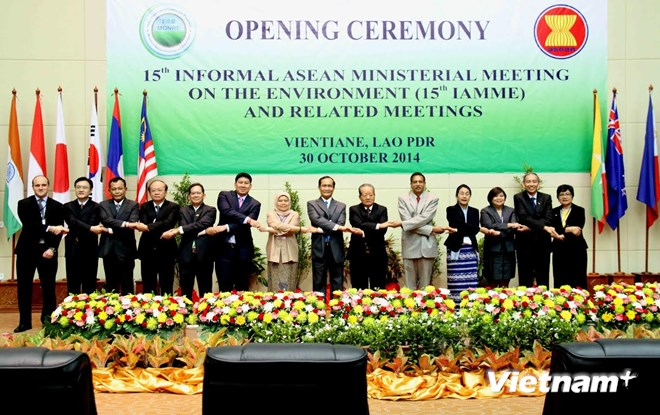 MONRE
OPENING CEREMONY
15th INFORMAL ASEAN MINISTERIAL MEETING
ON THE ENVIRONMENT (15th IAMME)
AND RELATED MEETINGS
VIENTIANE, LAO PDR
30 OCTOBER 2014
Vietnam+